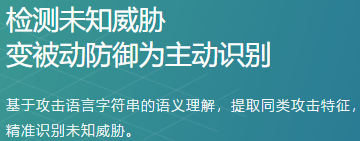 检测未知威胁
变被动防御为主动识别
基于攻击语言字符串的语义理解，提取同类攻击特征，
精准识别未知威胁。